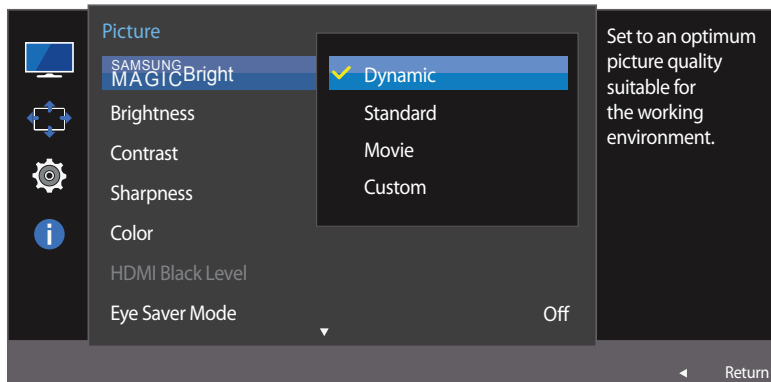 Picture
SAMSUNG
MAGICBright
Dynamic
Brightness
Standard
Contrast
Movie
Sharpness
Custom
Color
HDMI Black Level
Eye Saver Mode
Off
Set to an optimum
picture quality
suitable for
the working
environment.
Return